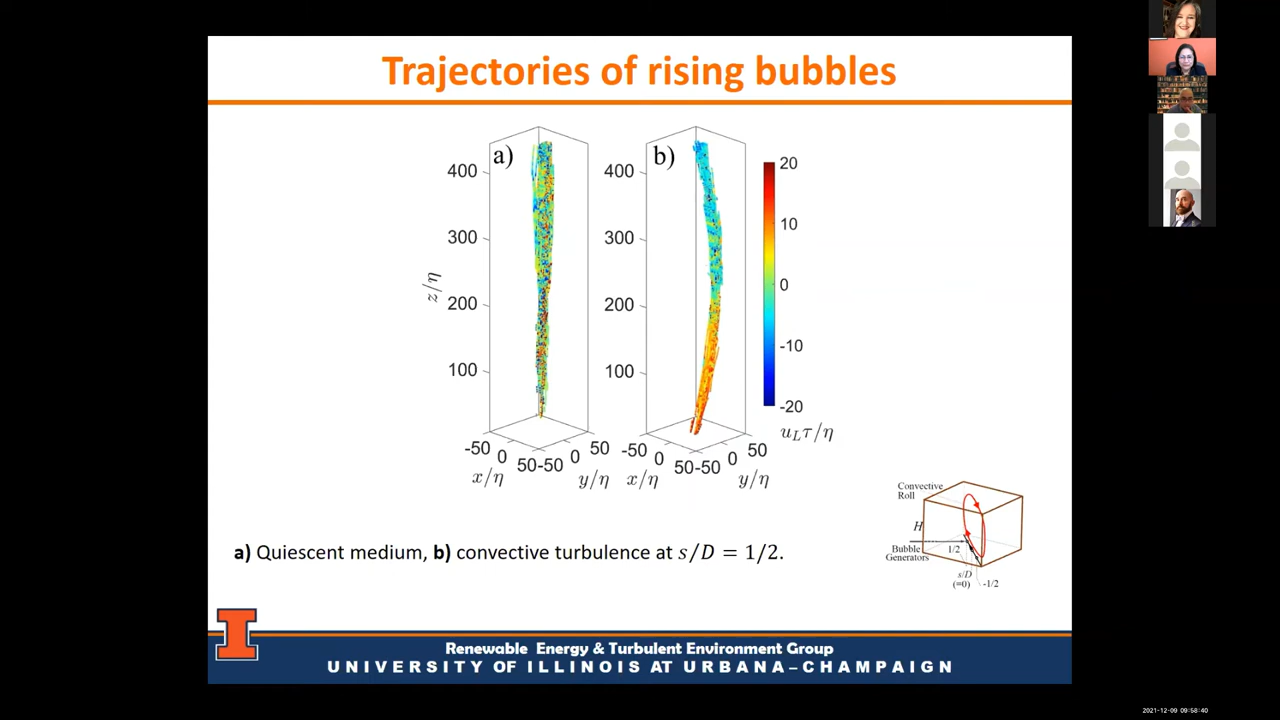 Trajectories of rising bubbles
a)
400
300
200
100
z/η
-50
0
50
-50
0
50
x/η
y/η
b)
400
300
200
100
-50
0
50
-50
0
50
x/η
y/η
20
10
0
-10
-20
u_L τ/η
Convective
Roll
H
Bubble
Generators
1/2
s/D
(=0)
-1/2
a) Quiescent medium, b) convective turbulence at s/D = 1/2.
I
Renewable Energy & Turbulent Environment Group
UNIVERSITY OF ILLINOIS AT URBANA–CHAMPAIGN
2021-12-09 09:58:40